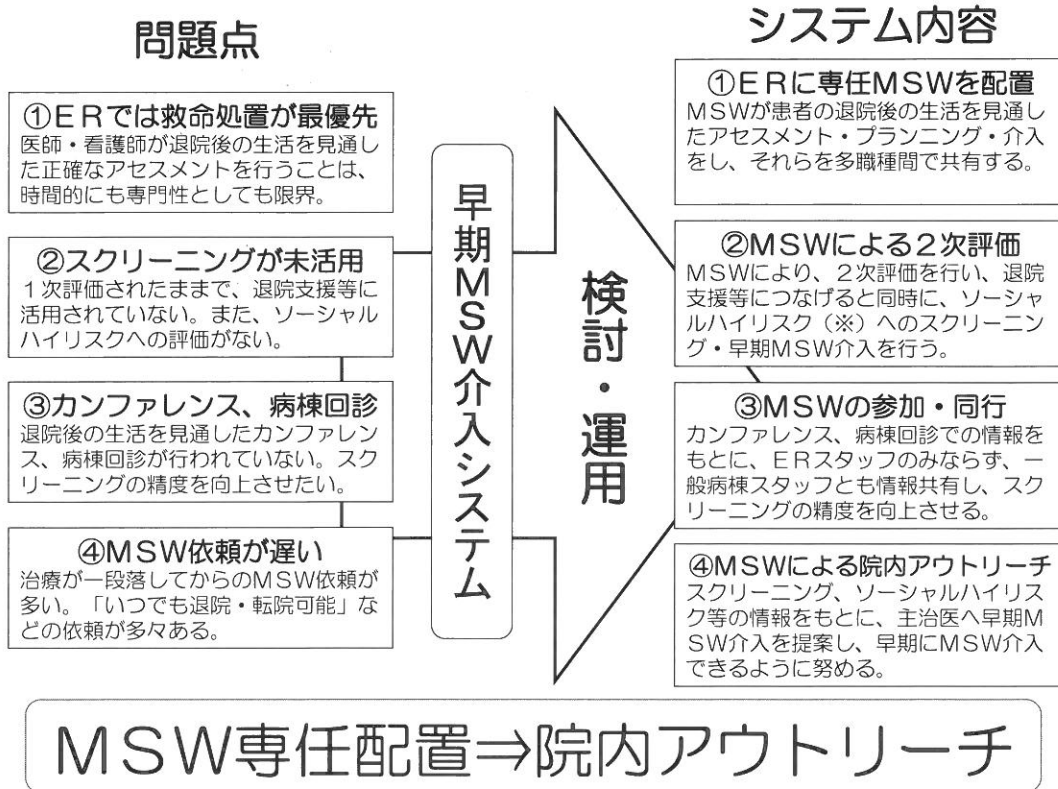 問題点
①ERでは救命処置が最優先
医師・看護師が退院後の生活を見通し
た正確なアセスメントを行うことは、
時間的にも専門性としても限界。
②スクリーニングが未活用
1次評価されたままで、退院支援等に
活用されていない。また、ソーシャル
ハイリスクへの評価がない。
③カンファレンス、病棟回診
退院後の生活を見通したカンファレン
ス、病棟回診が行われていない。スク
リーニングの精度を向上させたい。
④MSW依頼が遅い
治療が一段落してからのMSW依頼が
多い。「いつでも退院・転院可能」な
どの依頼が多々ある。
早期MSW介入システム
検討・運用
システム内容
①ERに専任MSWを配置
MSWが患者の退院後の生活を見通し
たアセスメント・プランニング・介入
をし、それらを多職種間で共有する。
②MSWによる2次評価
MSWにより、2次評価を行い、退院
支援等につなげると同時に、ソーシャ
ルハイリスク（※）へのスクリーニン
グ・早期MSW介入を行う。
③MSWの参加・同行
カンファレンス、病棟回診での情報を
もとに、ERスタッフのみならず、一
般病棟スタッフとも情報共有し、スク
リーニングの精度を向上させる。
④MSWによる院内アウトリーチ
スクリーニング、ソーシャルハイリス
ク等の情報をもとに、主治医へ早期M
SW介入を提案し、早期にMSW介入
できるように努める。
MSW専任配置⇒院内アウトリーチ